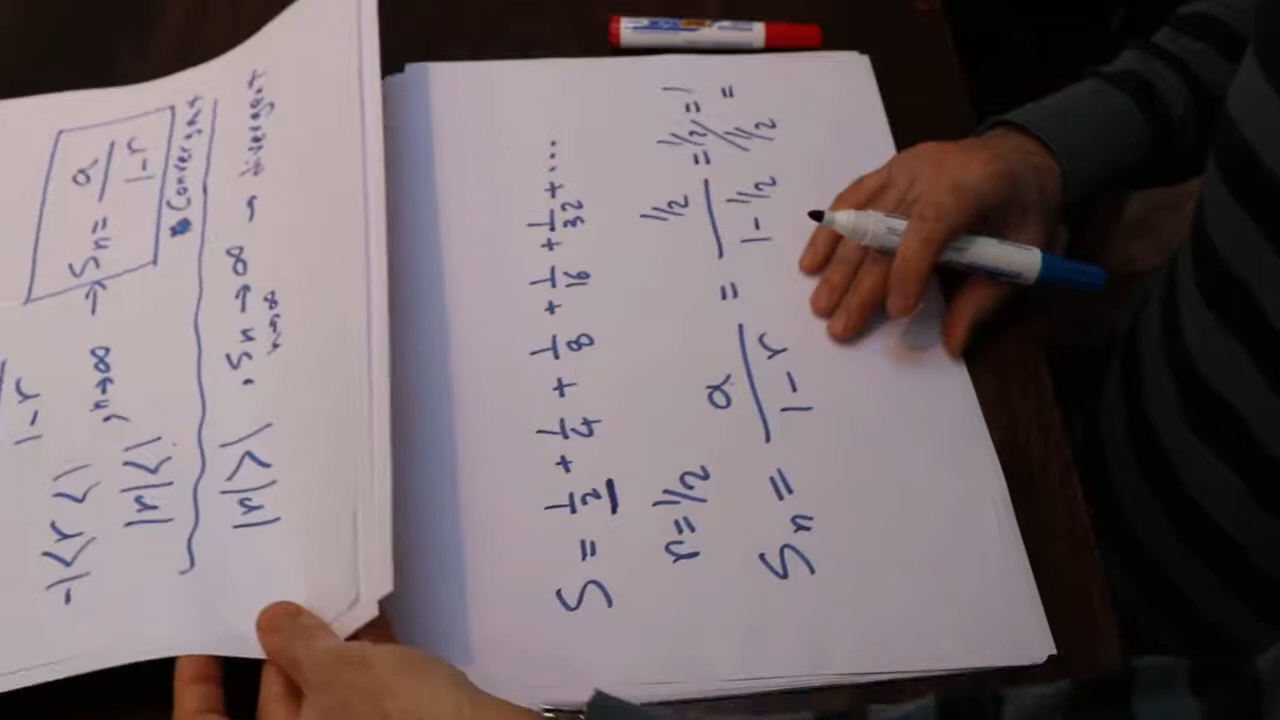 1-r
-1<r<1
|r|<1 , n→∞ → Sn= a/1-r
Convergent
|r|>1 , Sn→∞ → divergent
n→∞
S = 1/2 + 1/4 + 1/8 + 1/16 + 1/32 + ...
r=1/2
Sn = a/1-r = 1/2/1-1/2 = 1/2/1/2 = 1
=